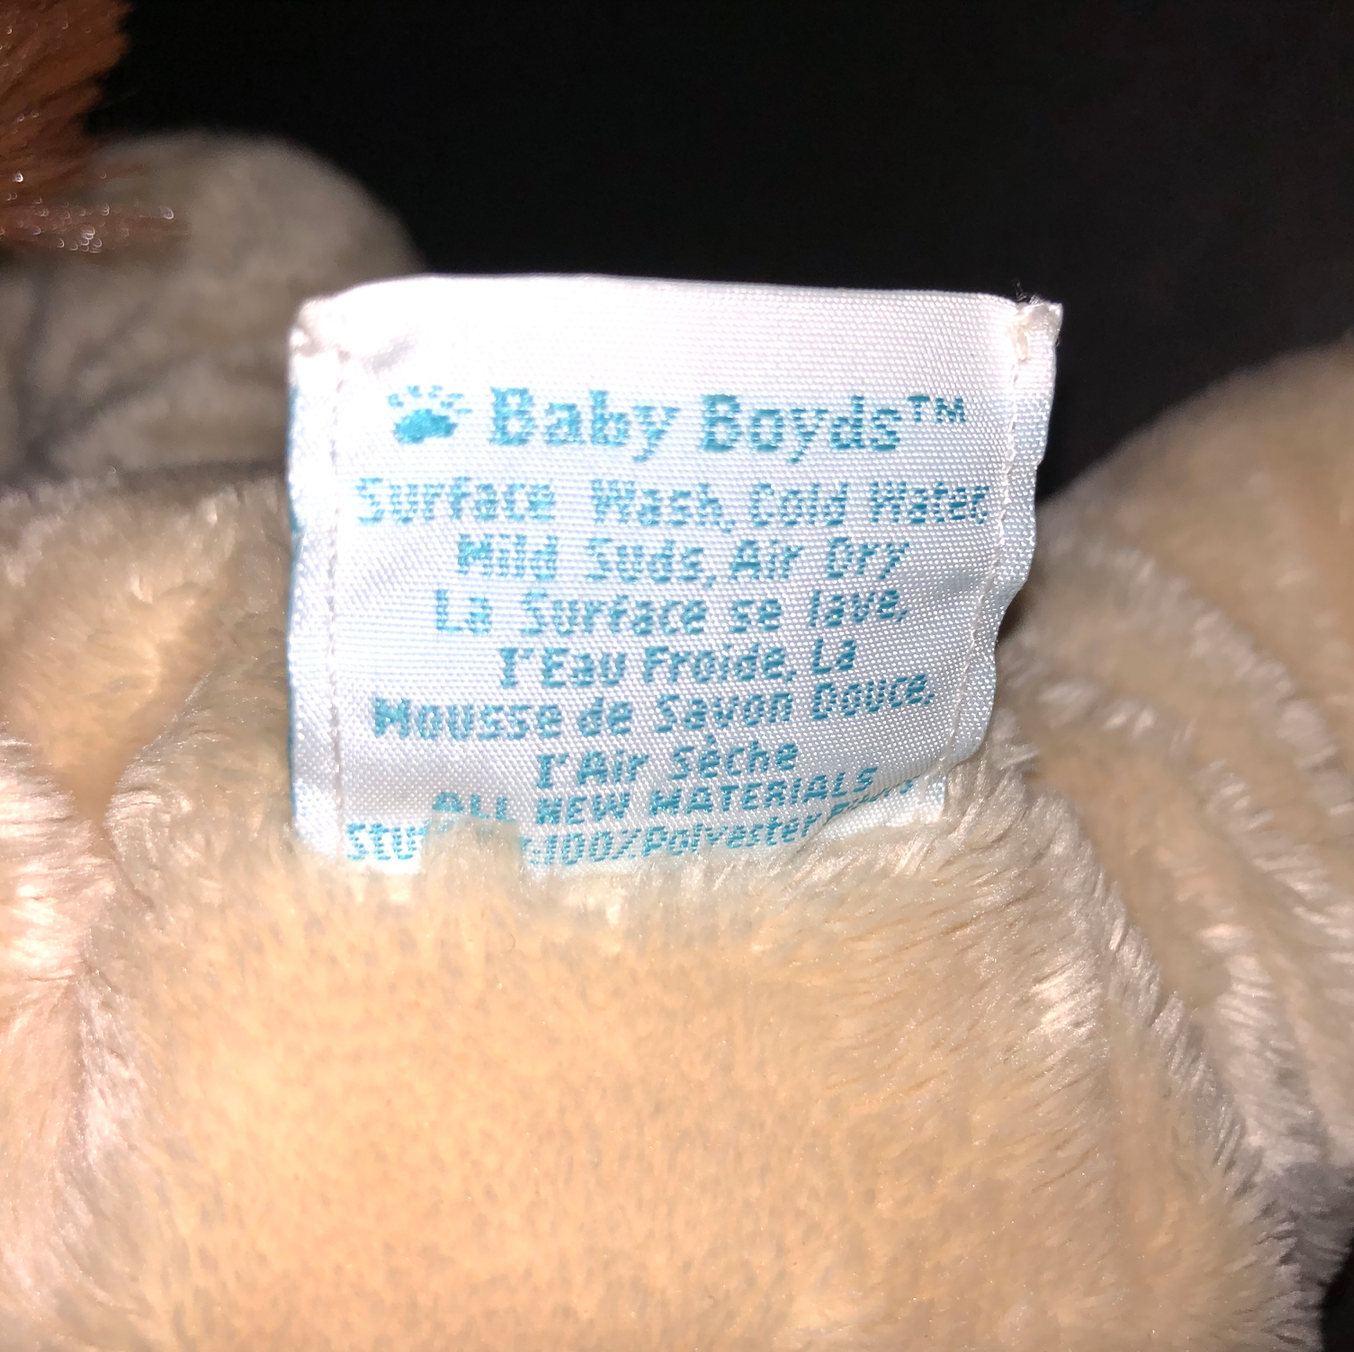 Baby Boyds™
Surface Wash, Cold Water,
Mild Suds, Air Dry
La Surface se lave,
l'Eau Froide, La
Mousse de Savon Douce,
l'Air Sèche
ALL NEW MATERIALS
:100%Polyester